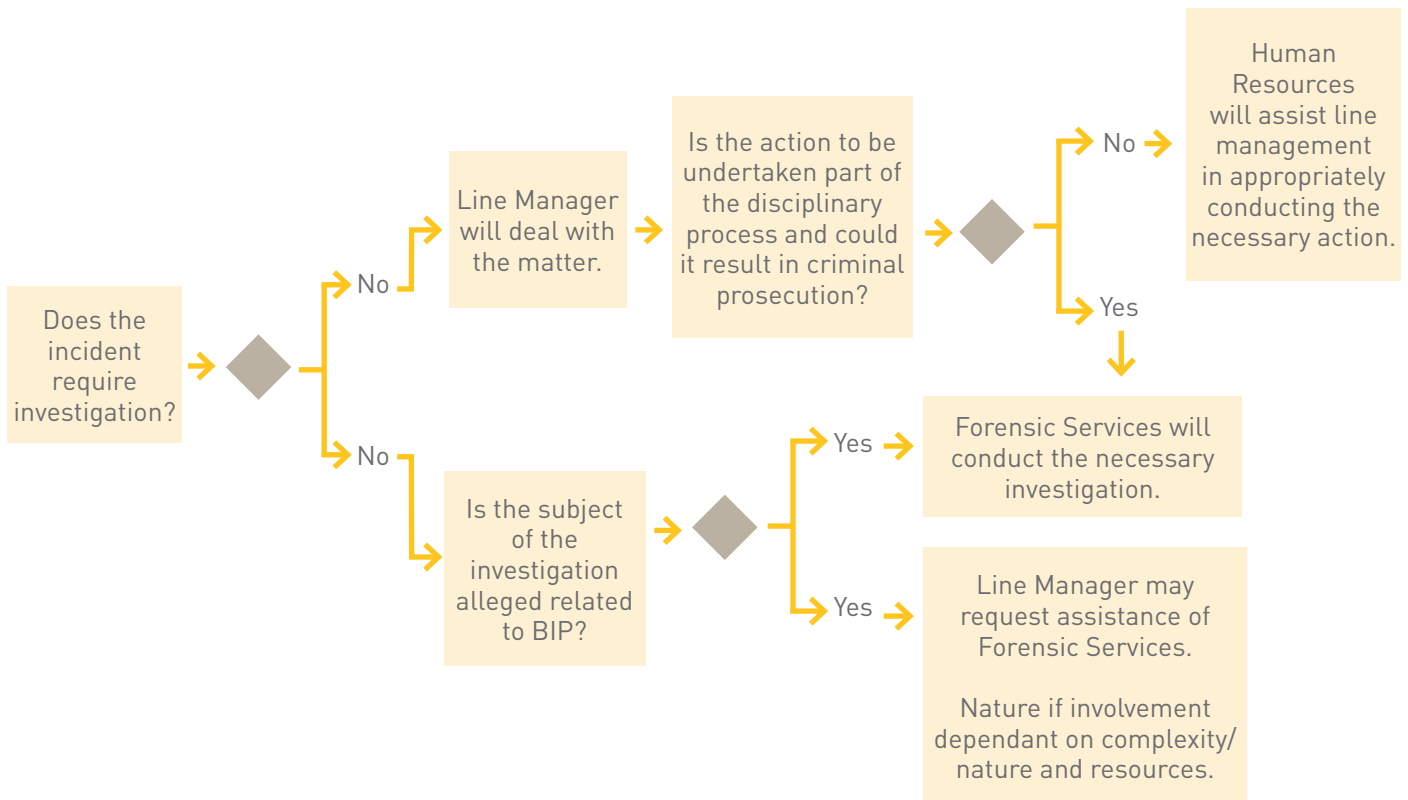 Does the
incident
require
investigation?
No
Line Manager
will deal with
the matter.
Is the action to be
undertaken part of
the disciplinary
process and could
it result in criminal
prosecution?
No
Human
Resources
will assist line
management
in appropriately
conducting the
necessary action.
Yes
No
Is the subject
of the
investigation
alleged related
to BIP?
Yes
Forensic Services will
conduct the necessary
investigation.
Yes
Line Manager may
request assistance of
Forensic Services.
Nature if involvement
dependant on complexity/
nature and resources.